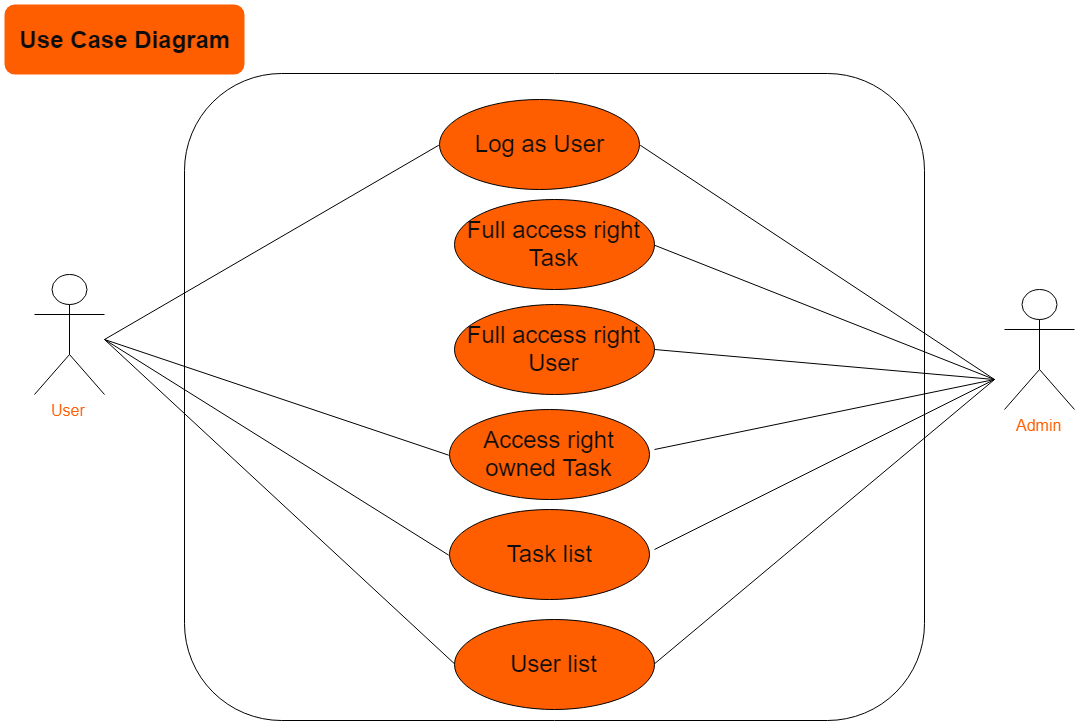 Use Case Diagram
Log as User
Full access right
Task
Full access right
User
Access right
owned Task
Task list
User list
User
Admin